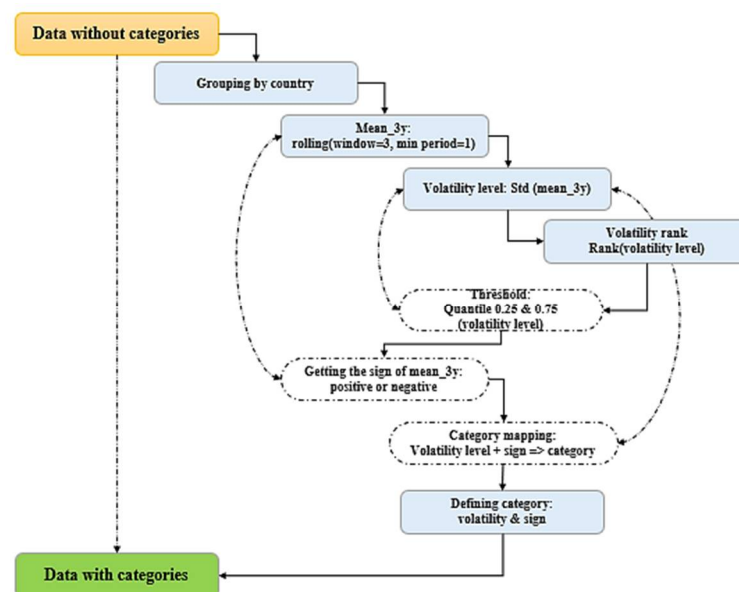 Data without categories
Grouping by country
Mean_3y:
rolling(window=3, min period=1)
Volatility level: Std (mean_3y)
Volatility rank
Rank(volatility level)
Threshold:
Quantile 0.25 & 0.75
(volatility level)
Getting the sign of mean_3y:
positive or negative
Category mapping:
Volatility level + sign => category
Defining category:
volatility & sign
Data with categories